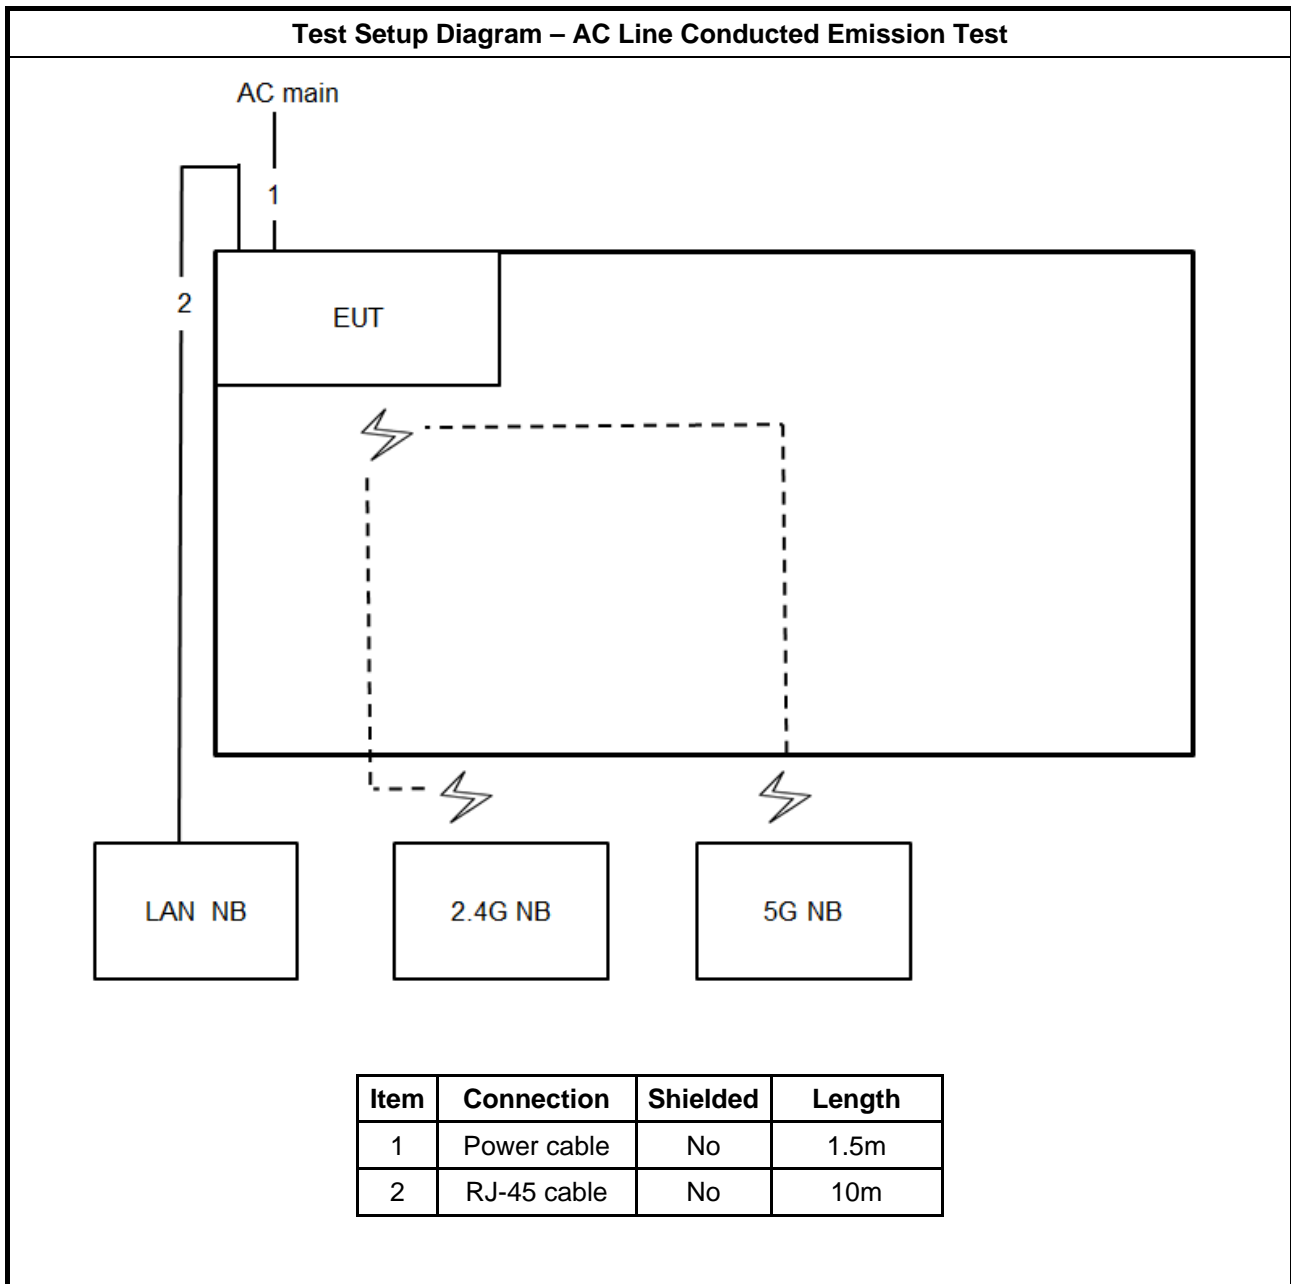 Test Setup Diagram – AC Line Conducted Emission Test
AC main
1
2
EUT
LAN NB
2.4G NB
5G NB
Item Connection Shielded Length
1 Power cable No 1.5m
2 RJ-45 cable No 10m